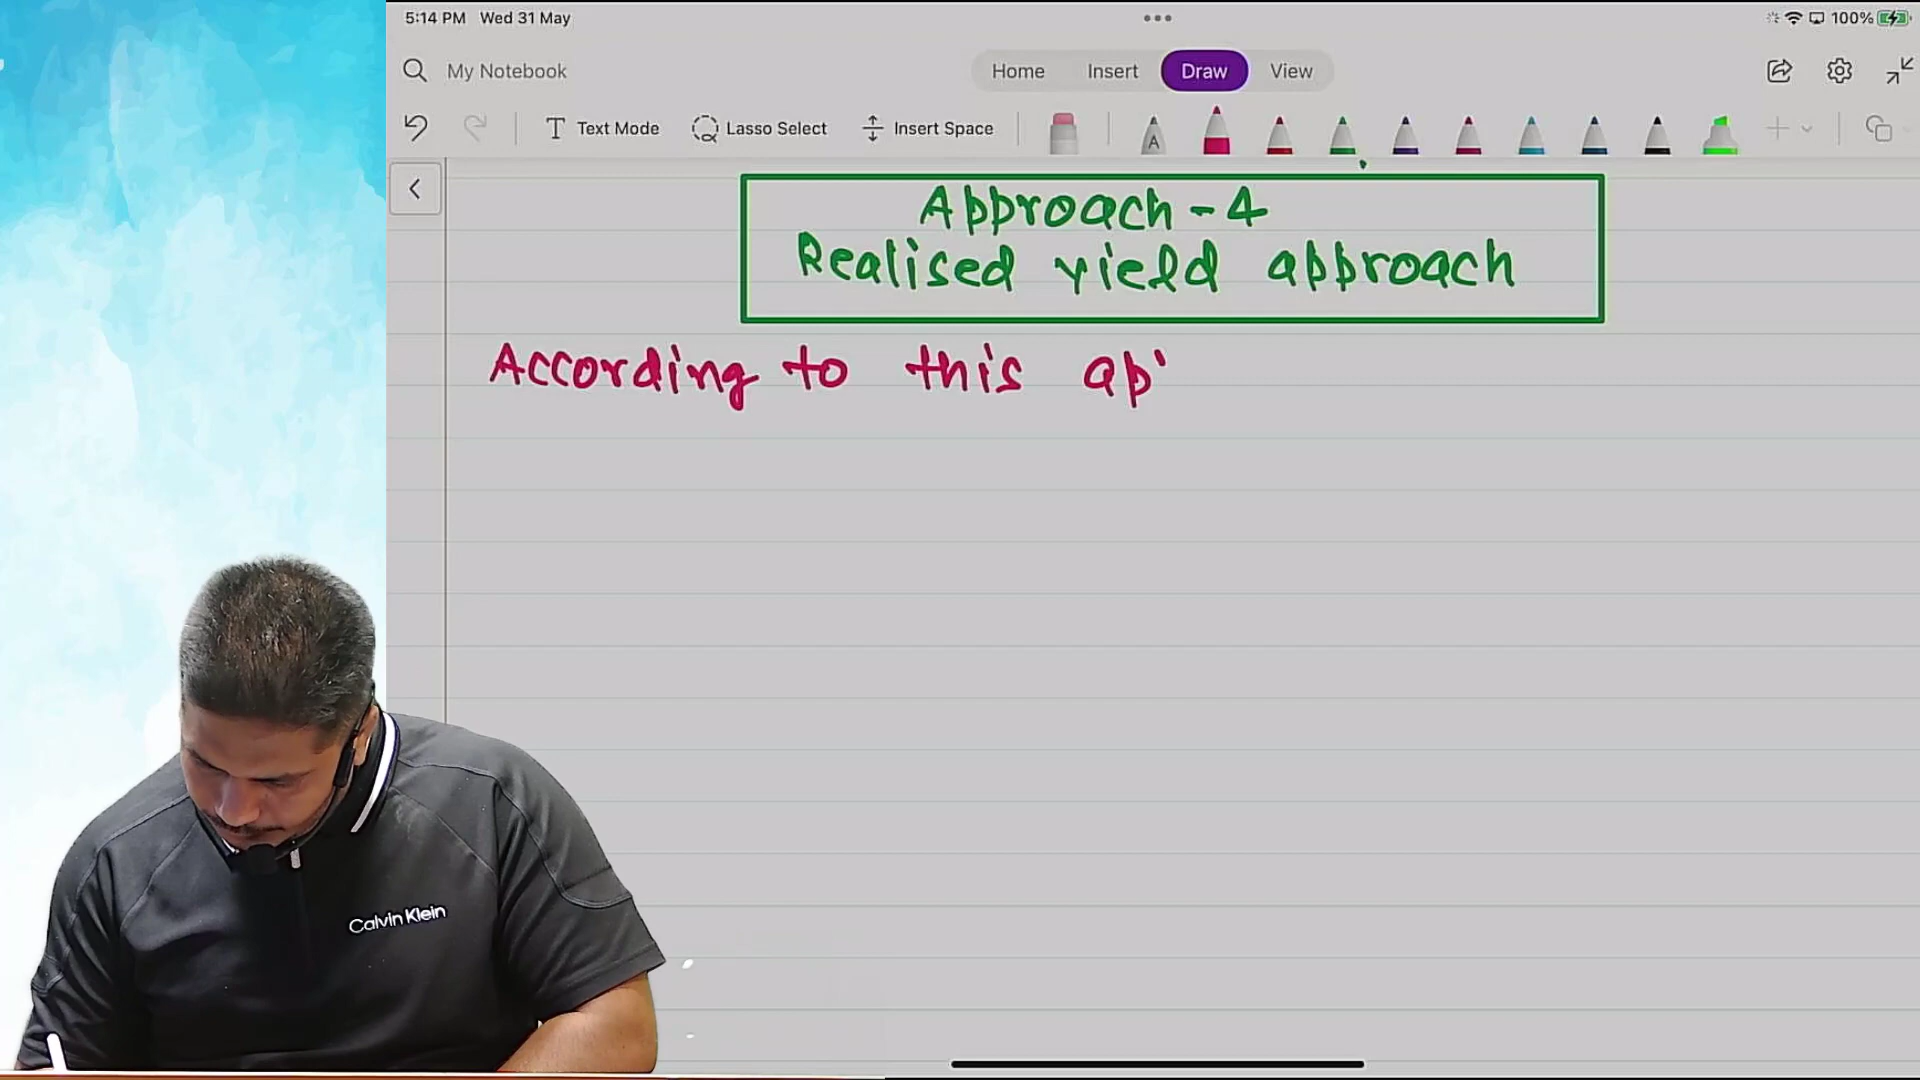 5:14 PM Wed 31 May
100%
My Notebook
Home Insert Draw View
Text Mode Lasso Select Insert Space
A
Approach - 4
Realised yield approach
According to this ap
Calvin Klein